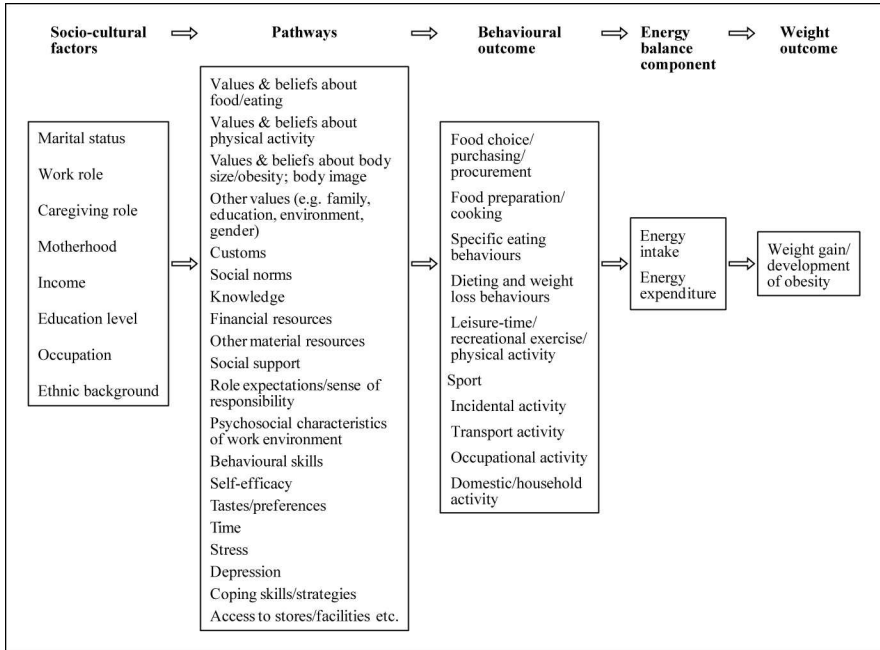 Socio-cultural
factors
Pathways
Behavioural
outcome
Energy
balance
component
Weight
outcome
Marital status
Work role
Caregiving role
Motherhood
Income
Education level
Occupation
Ethnic background
Values & beliefs about
food/eating
Values & beliefs about
physical activity
Values & beliefs about body
size/obesity; body image
Other values (e.g. family,
education, environment,
gender)
Customs
Social norms
Knowledge
Financial resources
Other material resources
Social support
Role expectations/sense of
responsibility
Psychosocial characteristics
of work environment
Behavioural skills
Self-efficacy
Tastes/preferences
Time
Stress
Depression
Coping skills/strategies
Access to stores/facilities etc.
Food choice/
purchasing/
procurement
Food preparation/
cooking
Specific eating
behaviours
Dieting and weight
loss behaviours
Leisure-time/
recreational exercise/
physical activity
Sport
Incidental activity
Transport activity
Occupational activity
Domestic/household
activity
Energy
intake
Energy
expenditure
Weight gain/
development
of obesity